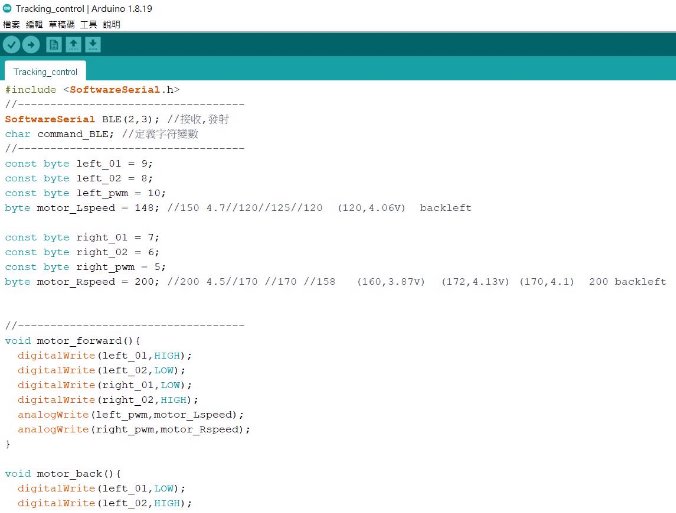 Tracking_control | Arduino 1.8.19
檔案 編輯 草稿碼 工具 說明
Tracking_control
#include <SoftwareSerial.h>
//-----------------------------------
SoftwareSerial BLE(2,3); //接收,發射
char command_BLE; //定義字符變數
//-----------------------------------
const byte left_01 = 9;
const byte left_02 = 8;
const byte left_pwm = 10;
byte motor_Lspeed = 148; //150 4.7//120//125//120  (120,4.06V)  backleft
const byte right_01 = 7;
const byte right_02 = 6;
const byte right_pwm = 5;
byte motor_Rspeed = 200; //200 4.5//170 //170 //158   (160,3.87v)  (172,4.13v) (170,4.1)  200 backleft
//-----------------------------------
void motor_forward(){
  digitalWrite(left_01,HIGH);
  digitalWrite(left_02,LOW);
  digitalWrite(right_01,LOW);
  digitalWrite(right_02,HIGH);
  analogWrite(left_pwm,motor_Lspeed);
  analogWrite(right_pwm,motor_Rspeed);
}
void motor_back(){
  digitalWrite(left_01,LOW);
  digitalWrite(left_02,HIGH);